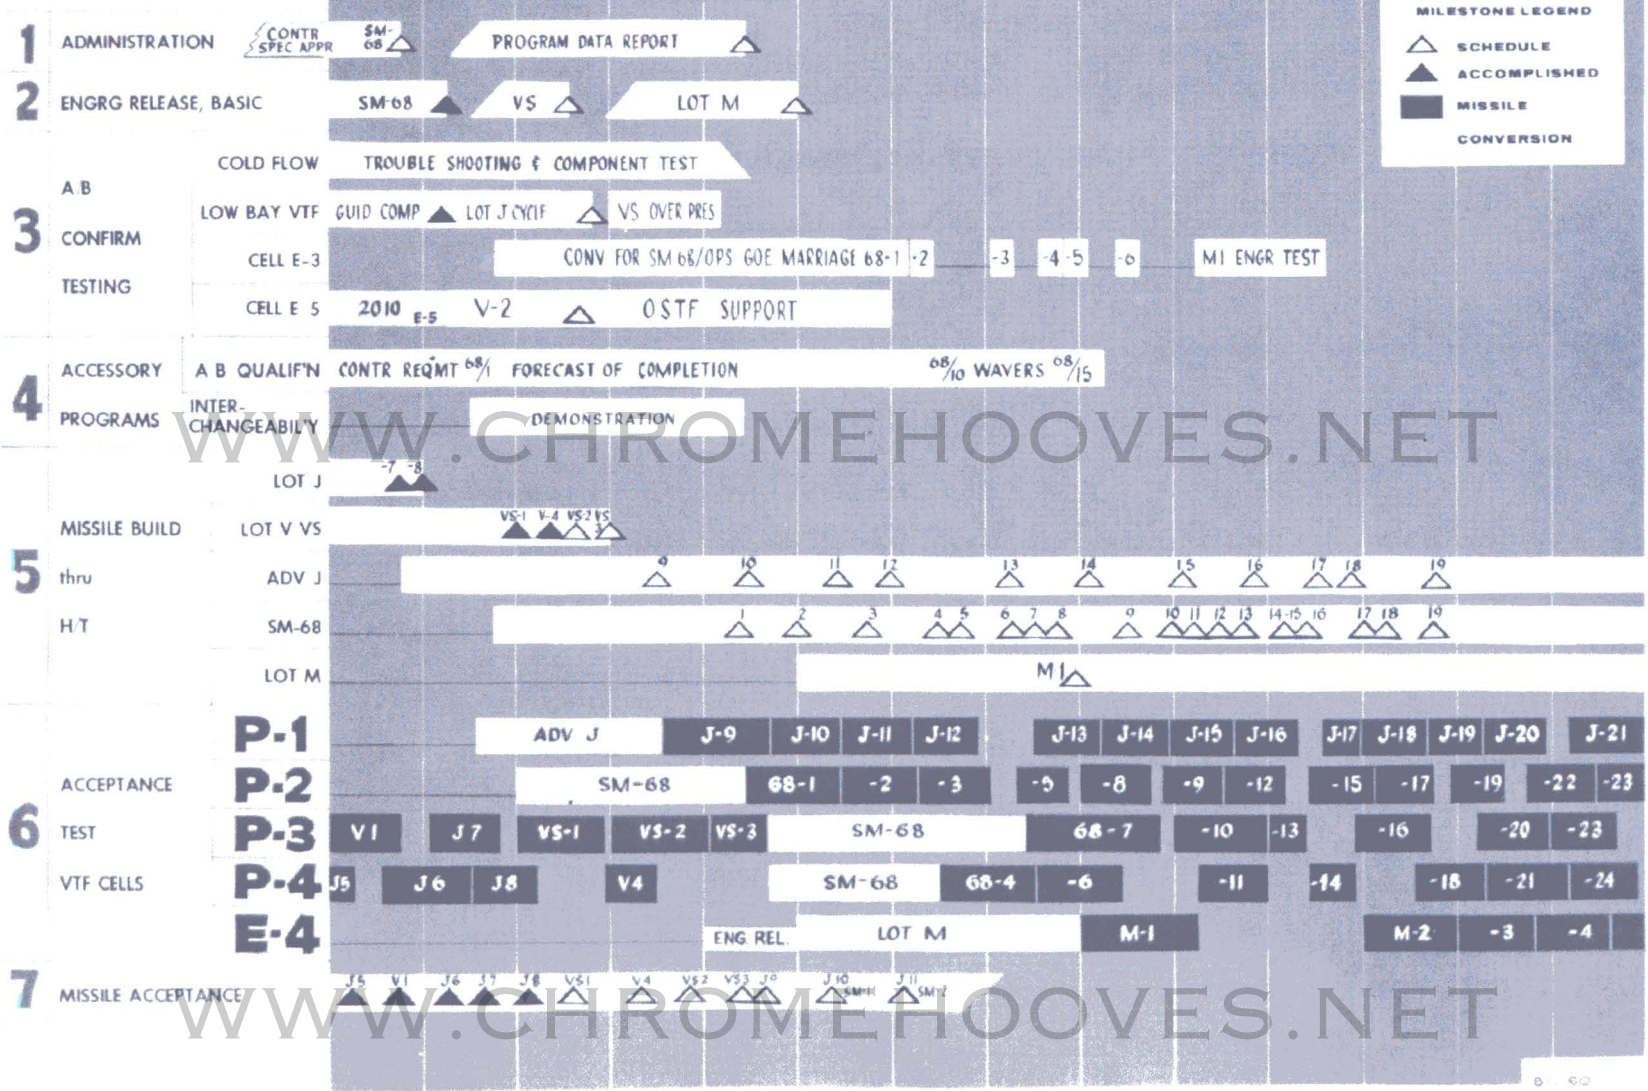 MILESTONE LEGEND
SCHEDULE
ACCOMPLISHED
MISSILE
CONVERSION
1 ADMINISTRATION CONTR SPEC APPR SM-68 PROGRAM DATA REPORT
2 ENGRG RELEASE, BASIC SM-68 VS LOT M
3 A B CONFIRM TESTING
COLD FLOW TROUBLE SHOOTING & COMPONENT TEST
LOW BAY VTF GUID COMP LOT J CYCLE VS OVER PRES
CELL E-3 CONV FOR SM 68/OPS GOE MARRIAGE 68-1 -2 -3 -4 -5 -6 M1 ENGR TEST
CELL E 5 2010 E-5 V-2 OSTF SUPPORT
4 ACCESSORY PROGRAMS
A B QUALIF'N CONTR REQMT 68/1 FORECAST OF COMPLETION 68/10 WAVERS 68/15
INTER-
CHANGEABIL'Y DEMONSTRATION
WWW.CHROMEHOOVES.NET
5 MISSILE BUILD thru H/T
LOT J -7 -8
LOT V VS VS-1 V-4 VS-2 VS 3
ADV J 9 10 11 12 13 14 15 16 17 18 19
SM-68 1 2 3 4 5 6 7 8 9 10 11 12 13 14 -15 16 17 18 19
LOT M M1
6 ACCEPTANCE TEST VTF CELLS
P-1 ADV J J-9 J-10 J-11 J-12 J-13 J-14 J-15 J-16 J-17 J-18 J-19 J-20 J-21
P-2 SM-68 68-1 -2 -3 -5 -8 -9 -12 -15 -17 -19 -22 -23
P-3 V1 J7 VS-1 VS-2 VS-3 SM-68 68-7 -10 -13 -16 -20 -23
P-4 J5 J6 J8 V4 SM-68 68-4 -6 -11 -14 -18 -21 -24
E-4 ENG REL. LOT M M-1 M-2 -3 -4
7 MISSILE ACCEPTANCE J5 V1 J6 J7 J8 VS1 V4 VS2 VS3 J9 J10 SM-1 J11 SM-2
WWW.CHROMEHOOVES.NET